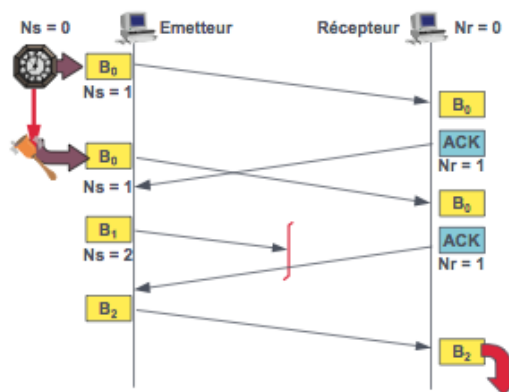 Ns = 0 Emetteur Récepteur Nr = 0
B0
Ns = 1
B0
ACK
Nr = 1
B0
Ns = 1
B0
B1
Ns = 2
ACK
Nr = 1
B2
B2